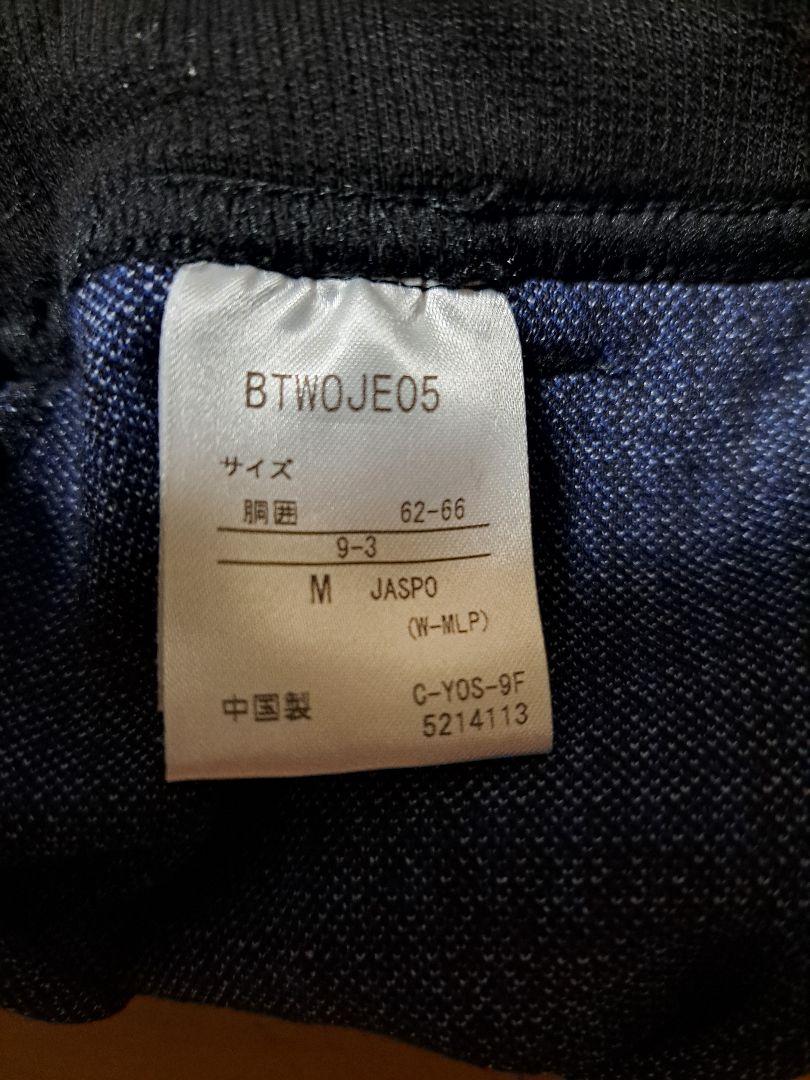 BTWOJE05
サイズ
胴囲 62-66
9-3
M JASPO
(W-MLP)
中国製 C-YOS-9F
5214113